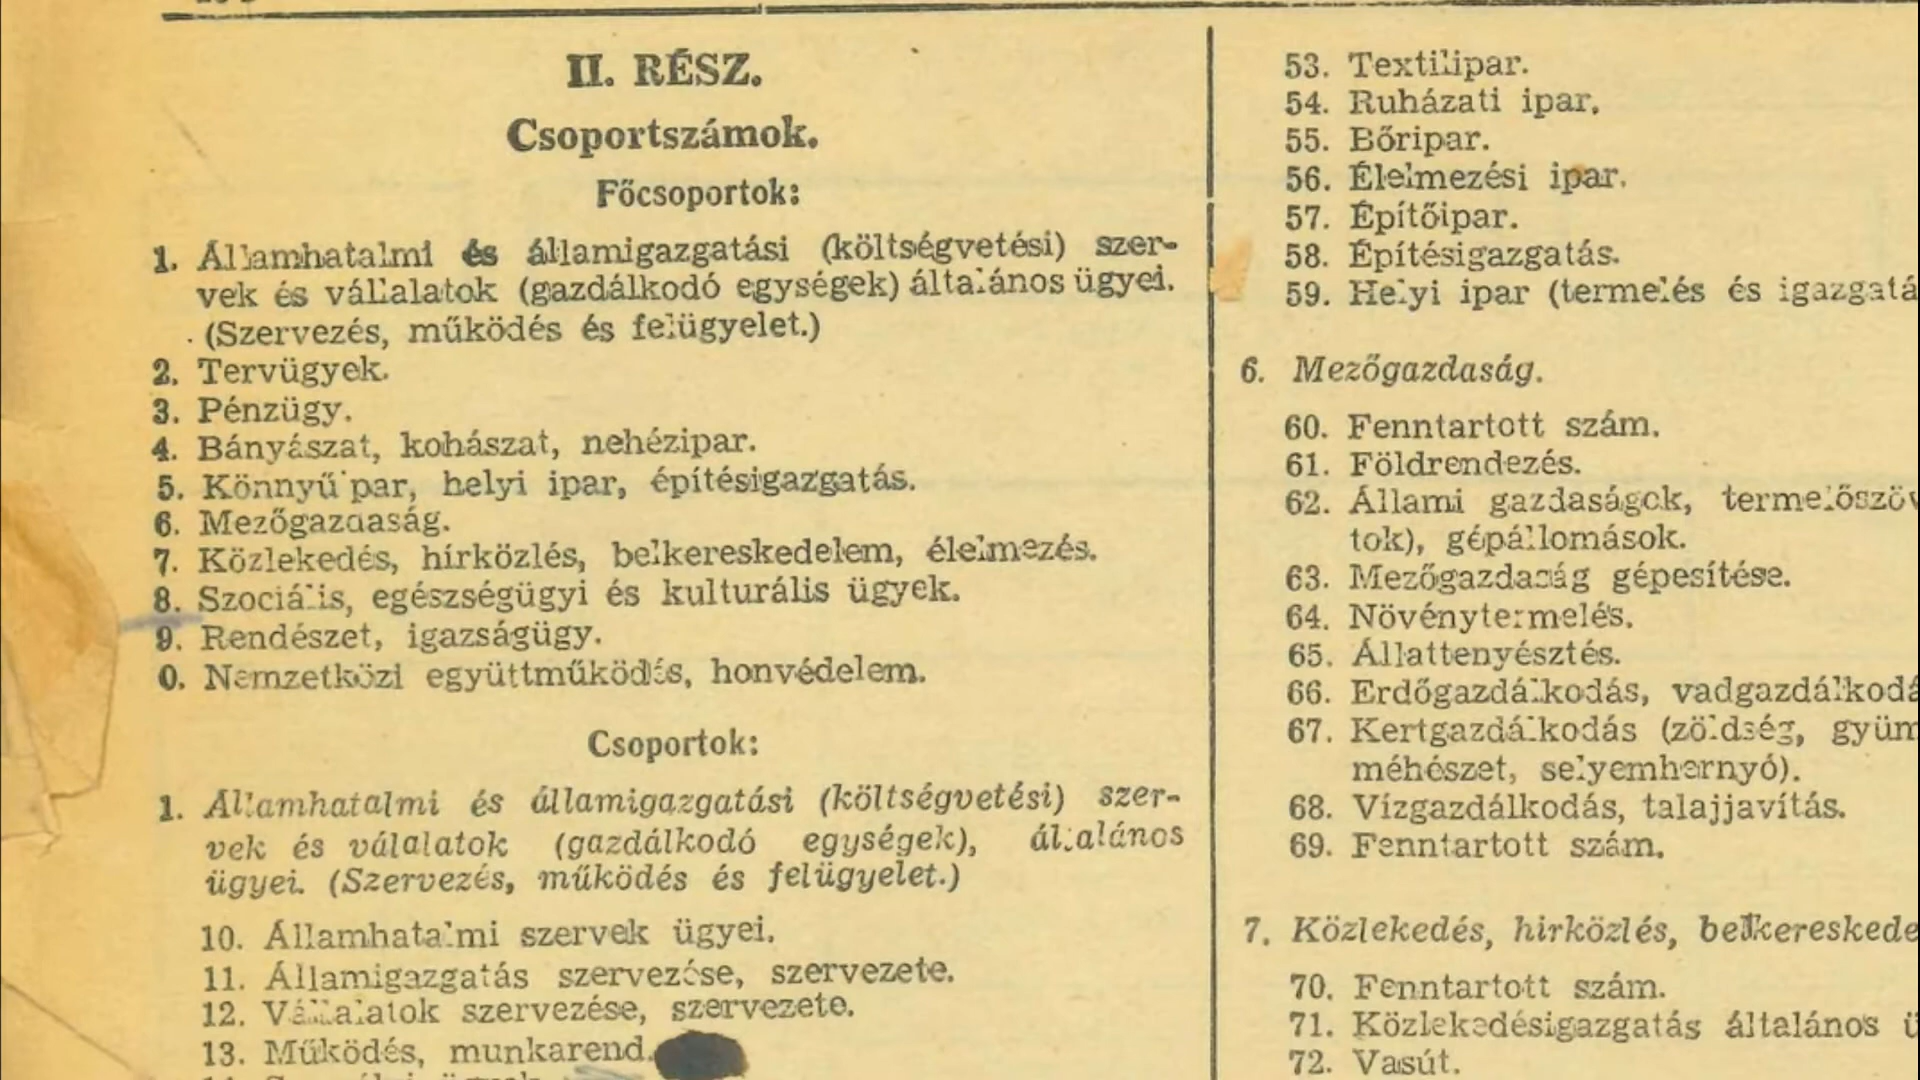 II. RÉSZ.
Csoportszámok.
Főcsoportok:
1. Államhatalmi és államigazgatási (költségvetési) szer-
vek és vállalatok (gazdálkodó egységek) általános ügyei.
(Szervezés, működés és felügyelet.)
2. Tervügyek.
3. Pénzügy.
4. Bányászat, kohászat, nehézipar.
5. Könnyűipar, helyi ipar, építésigazgatás.
6. Mezőgazdaság.
7. Közlekedés, hírközlés, belkereskedelem, élelmezés.
8. Szociális, egészségügyi és kulturális ügyek.
9. Rendészet, igazságügy.
0. Nemzetközi együttműködés, honvédelem.
Csoportok:
1. Államhatalmi és államigazgatási (költségvetési) szer-
vek és válalatok (gazdálkodó egységek), általános
ügyei. (Szervezés, működés és felügyelet.)
10. Államhatalmi szervek ügyei.
11. Államigazgatás szervezése, szervezete.
12. Vállalatok szervezése, szervezete.
13. Működés, munkarend.
53. Textilipar.
54. Ruházati ipar.
55. Bőripar.
56. Élelmezési ipar.
57. Építőipar.
58. Építésigazgatás.
59. Helyi ipar (termelés és igazgatá
6. Mezőgazdaság.
60. Fenntartott szám.
61. Földrendezés.
62. Állami gazdaságok, termelőszöv
tok), gépállomások.
63. Mezőgazdaság gépesítése.
64. Növénytermelés.
65. Állattenyésztés.
66. Erdőgazdálkodás, vadgazdálkodá
67. Kertgazdálkodás (zöldség, gyüm
méhészet, selyemhernyó).
68. Vízgazdálkodás, talajjavítás.
69. Fenntartott szám.
7. Közlekedés, hirközlés, belkereskede
70. Fenntartott szám.
71. Közlekedésigazgatás általános ü
72. Vasút.